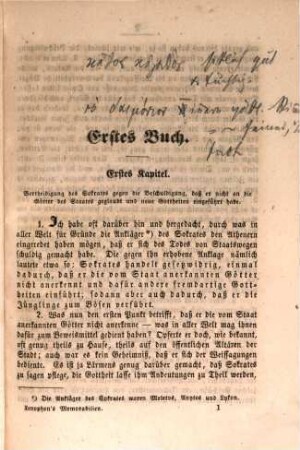 Erstes Buch.
Erstes Kapitel.
Vertheidigung des Sokrates gegen die Beschuldigung, daß er nicht an die
Götter des Staates geglaubt und neue Gottheiten eingeführt habe.
1. Ich habe oft darüber hin und hergedacht, durch was in
aller Welt für Gründe die Ankläger*) des Sokrates den Athenern
eingeredet haben mögen, daß er sich des Todes von Staatswegen
schuldig gemacht habe. Die gegen ihn erhobene Anklage nämlich
lautete etwa so: Sokrates handelt gesetzwidrig, einmal
dadurch, daß er die vom Staat anerkannten Götter
nicht anerkennt und andere fremdartige Gott-
heiten einführt; sodann aber auch dadurch, daß er die
Jünglinge zum Bösen verführt.
2. Was nun den ersten Punkt betrifft, daß er die vom Staat
anerkannten Götter nicht anerkenne — was in aller Welt mag ihnen
dafür zum Beweismittel gedient haben? Opferte er doch, wie bekannt,
oft genug theils zu Hause, theils auf den öffentlichen Altären der
Stadt; auch war es kein Geheimniß, daß er sich der Weissagungen
bediente. Es ist ja Lärmens genug darüber gemacht, daß Sokrates
zu sagen pflege, die Gottheit lasse ihm Andeutungen zu Theil werden,
*) Die Ankläger des Sokrates waren Meletus, Anytos und Lykon.
Xenophon's Memorabilien. 1